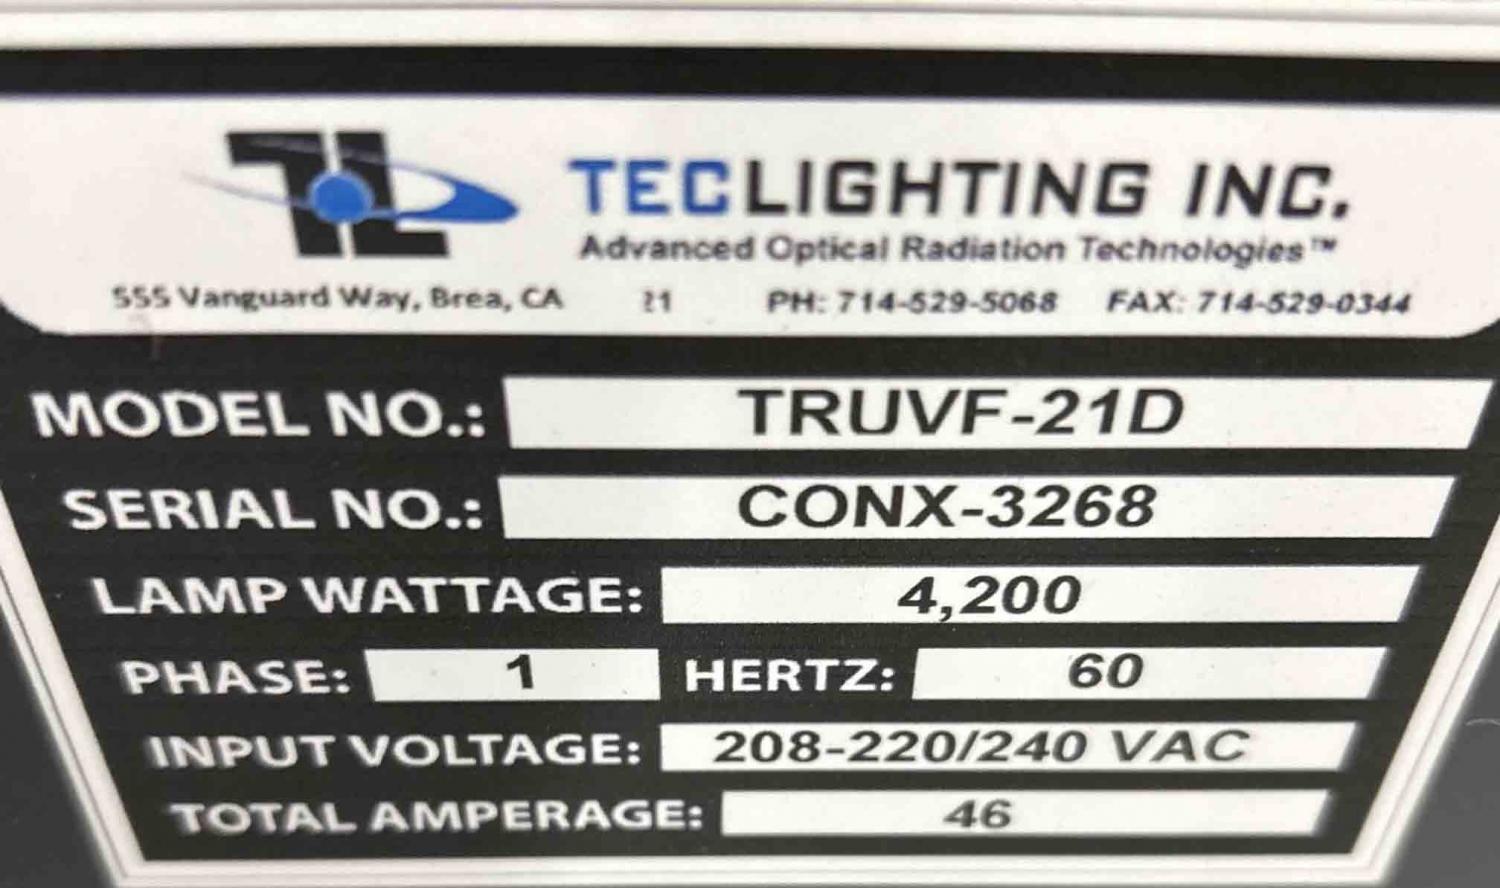 TL
TECLIGHTING INC.
Advanced Optical Radiation Technologies™
555 Vanguard Way, Brea, CA 21 PH: 714-529-5068 FAX: 714-529-0344
MODEL NO.: TRUVF-21D
SERIAL NO.: CONX-3268
LAMP WATTAGE: 4,200
PHASE: 1 HERTZ: 60
INPUT VOLTAGE: 208-220/240 VAC
TOTAL AMPERAGE: 46